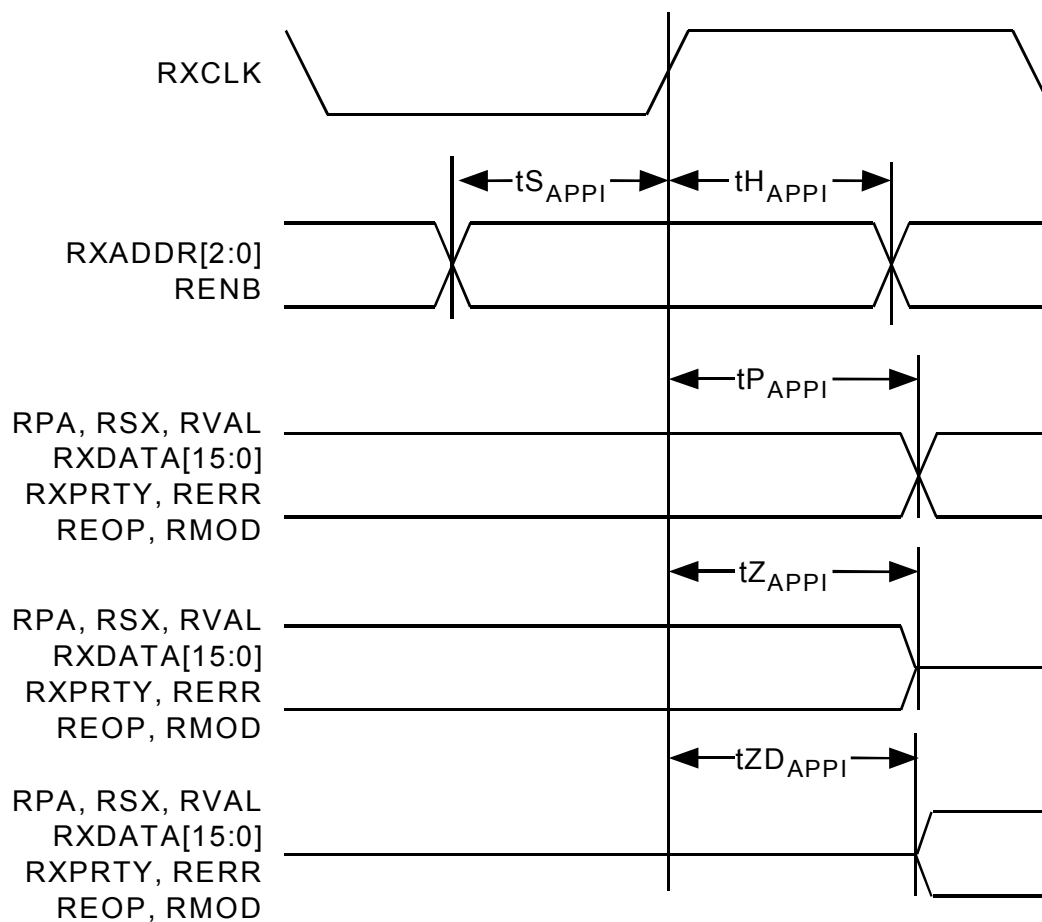 RXCLK
tSAPPI
tHAPPI
RXADDR[2:0]
RENB
tPAPPI
RPA, RSX, RVAL
RXDATA[15:0]
RXPRTY, RERR
REOP, RMOD
tZAPPI
RPA, RSX, RVAL
RXDATA[15:0]
RXPRTY, RERR
REOP, RMOD
tZDAPPI
RPA, RSX, RVAL
RXDATA[15:0]
RXPRTY, RERR
REOP, RMOD